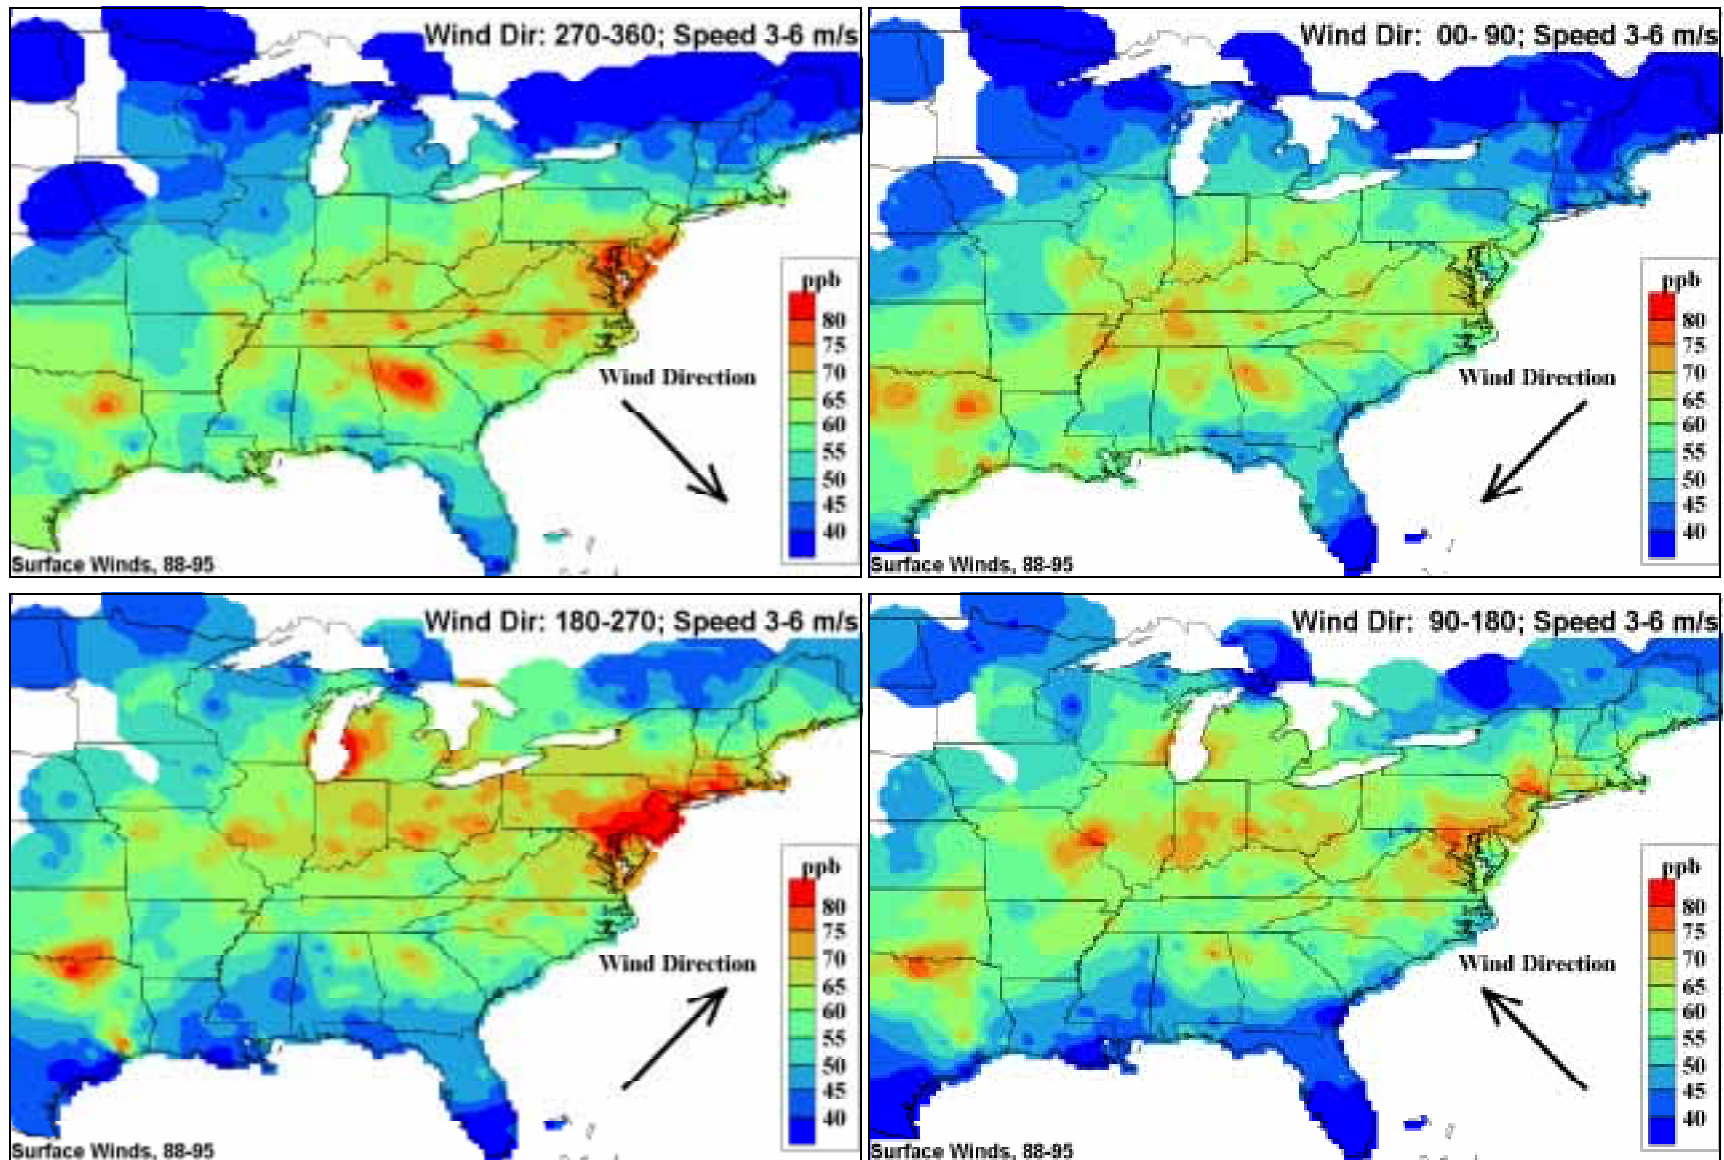 Wind Dir: 270-360; Speed 3-6 m/s
ppb
80
75
70
65
60
55
50
45
40
Wind Direction
Surface Winds, 88-95
Wind Dir: 00- 90; Speed 3-6 m/s
ppb
80
75
70
65
60
55
50
45
40
Wind Direction
Surface Winds, 88-95
Wind Dir: 180-270; Speed 3-6 m/s
ppb
80
75
70
65
60
55
50
45
40
Wind Direction
Surface Winds, 88-95
Wind Dir: 90-180; Speed 3-6 m/s
ppb
80
75
70
65
60
55
50
45
40
Wind Direction
Surface Winds, 88-95